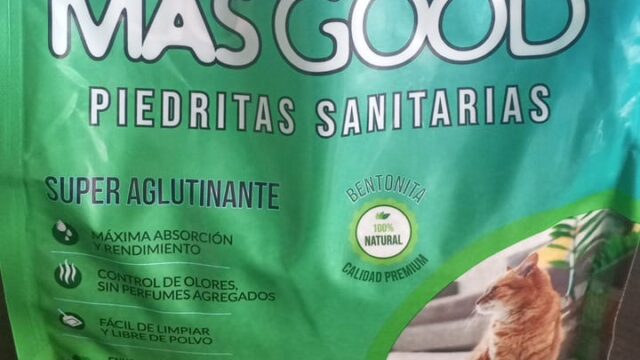 MÁS GOOD
PIEDRITAS SANITARIAS
SUPER AGLUTINANTE
BENTONITA
100%
NATURAL
CALIDAD PREMIUM
MÁXIMA ABSORCIÓN
Y RENDIMIENTO
CONTROL DE OLORES,
SIN PERFUMES AGREGADOS
FÁCIL DE LIMPIAR
Y LIBRE DE POLVO